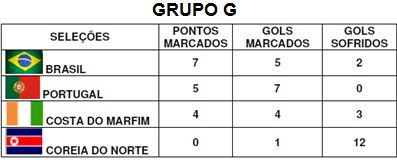 GRUPO G
SELEÇÕES PONTOS MARCADOS GOLS MARCADOS GOLS SOFRIDOS
BRASIL 7 5 2
PORTUGAL 5 7 0
COSTA DO MARFIM 4 4 3
COREIA DO NORTE 0 1 12